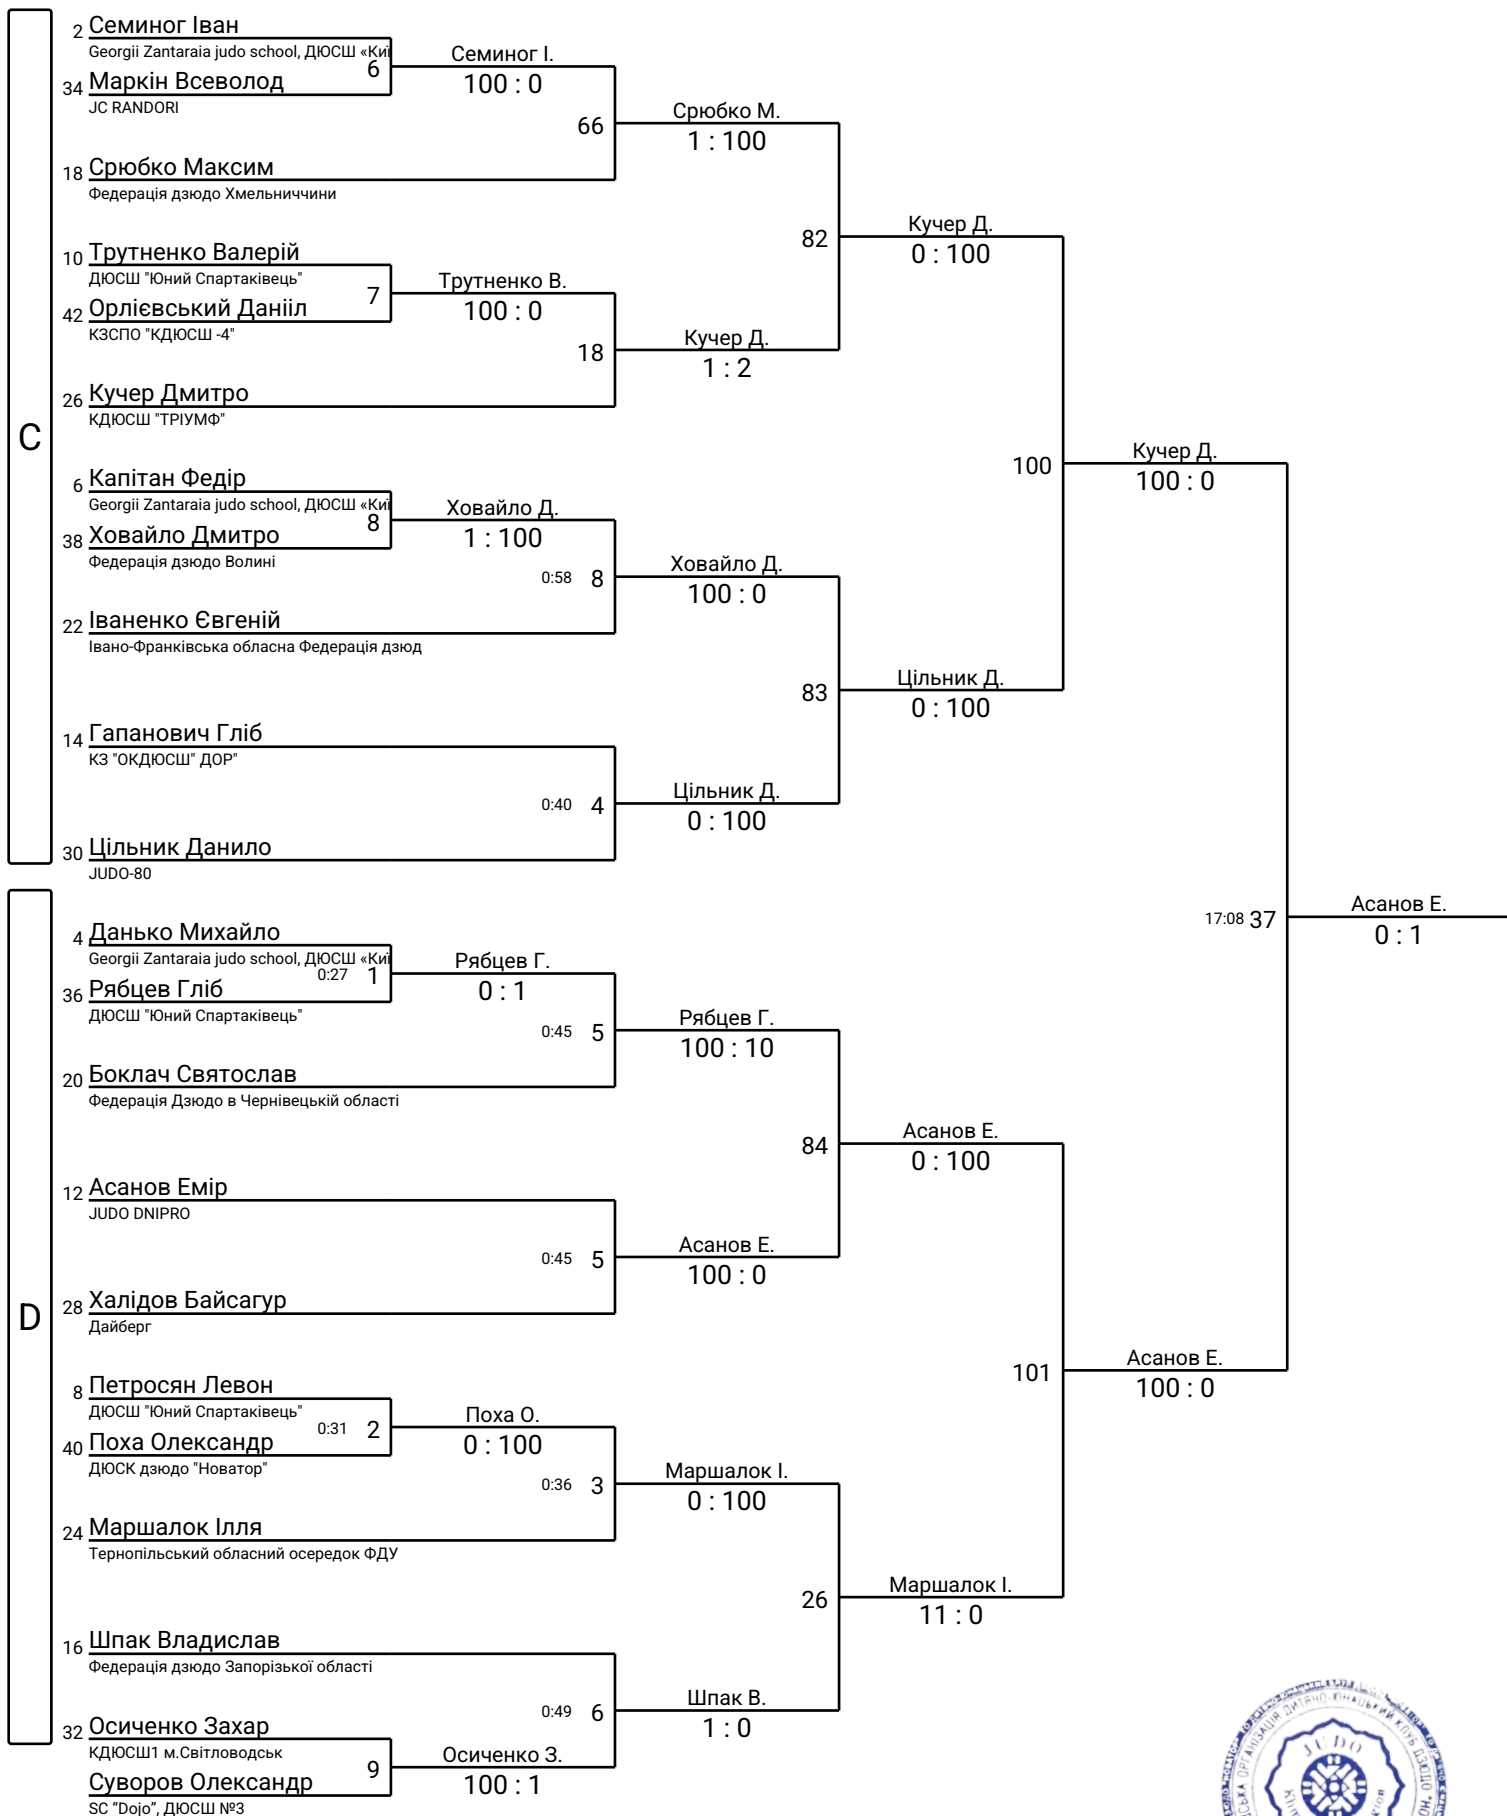 C
2 Семиног Іван
Georgii Zantaraia judo school, ДЮСШ «Киї
34 Маркін Всеволод
JC RANDORI
6
Семиног І.
100 : 0
18 Срюбко Максим
Федерація дзюдо Хмельниччини
66
Срюбко М.
1 : 100
10 Трутненко Валерій
ДЮСШ "Юний Спартаківець"
42 Орлієвський Данііл
КЗСПО "КДЮСШ -4"
7
Трутненко В.
100 : 0
26 Кучер Дмитро
КДЮСШ "ТРІУМФ"
18
Кучер Д.
1 : 2
82
Кучер Д.
0 : 100
6 Капітан Федір
Georgii Zantaraia judo school, ДЮСШ «Киї
38 Ховайло Дмитро
Федерація дзюдо Волині
8
Ховайло Д.
1 : 100
22 Іваненко Євгеній
Івано-Франківська обласна Федерація дзюд
0:58 8
Ховайло Д.
100 : 0
14 Гапанович Гліб
КЗ "ОКДЮСШ" ДОР"
30 Цільник Данило
JUDO-80
0:40 4
Цільник Д.
0 : 100
83
Цільник Д.
0 : 100
100
Кучер Д.
100 : 0
D
4 Данько Михайло
Georgii Zantaraia judo school, ДЮСШ «Киї
36 Рябцев Гліб
ДЮСШ "Юний Спартаківець"
0:27 1
Рябцев Г.
0 : 1
20 Боклач Святослав
Федерація Дзюдо в Чернівецькій області
0:45 5
Рябцев Г.
100 : 10
12 Асанов Емір
JUDO DNIPRO
28 Халідов Байсагур
Дайберг
0:45 5
Асанов Е.
100 : 0
84
Асанов Е.
0 : 100
8 Петросян Левон
ДЮСШ "Юний Спартаківець"
40 Поха Олександр
ДЮСК дзюдо "Новатор"
0:31 2
Поха О.
0 : 100
24 Маршалок Ілля
Тернопільський обласний осередок ФДУ
0:36 3
Маршалок І.
0 : 100
16 Шпак Владислав
Федерація дзюдо Запорізької області
32 Осиченко Захар
КДЮСШ1 м.Світловодськ
Суворов Олександр
SC "Dojo", ДЮСШ №3
9
Осиченко З.
100 : 1
0:49 6
Шпак В.
1 : 0
26
Маршалок І.
11 : 0
101
Асанов Е.
100 : 0
17:08 37
Асанов Е.
0 : 1
JUDO